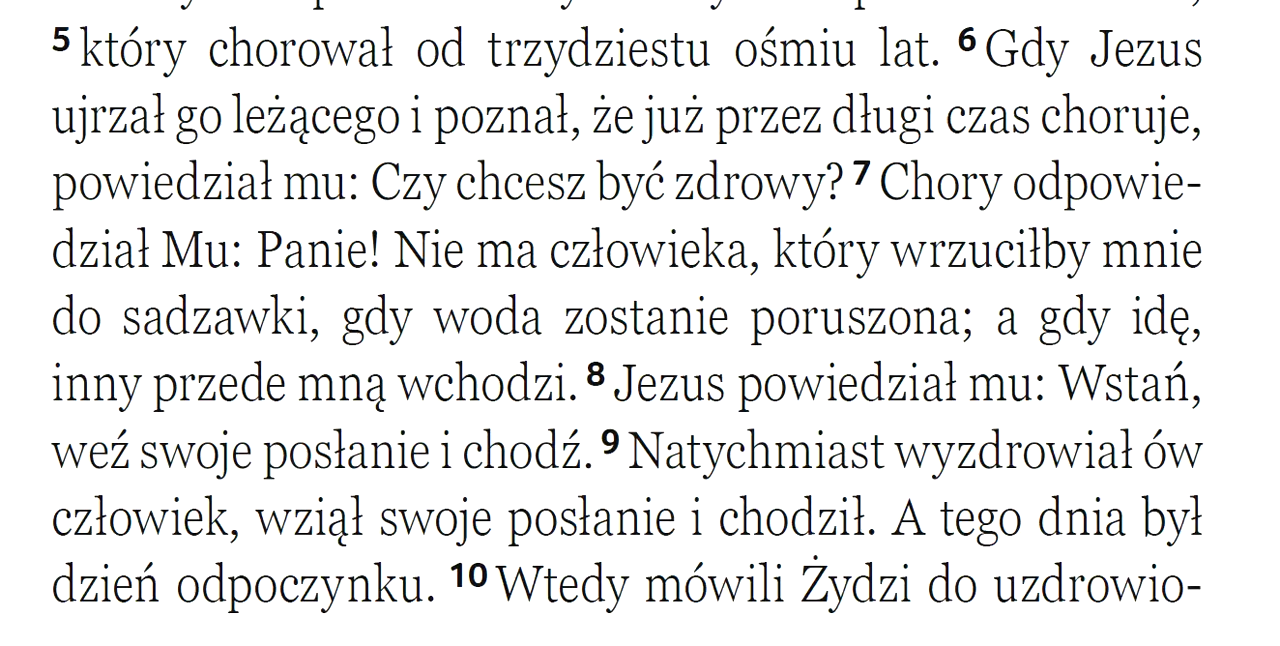 5 który chorował od trzydziestu ośmiu lat. 6 Gdy Jezus
ujrzał go leżącego i poznał, że już przez długi czas choruje,
powiedział mu: Czy chcesz być zdrowy? 7 Chory odpowie-
dział Mu: Panie! Nie ma człowieka, który wrzuciłby mnie
do sadzawki, gdy woda zostanie poruszona; a gdy idę,
inny przede mną wchodzi. 8 Jezus powiedział mu: Wstań,
weź swoje posłanie i chodź. 9 Natychmiast wyzdrowiał ów
człowiek, wziął swoje posłanie i chodził. A tego dnia był
dzień odpoczynku. 10 Wtedy mówili Żydzi do uzdrowio-